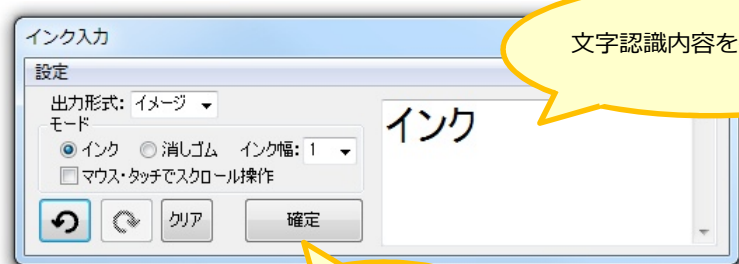 インク入力
文字認識内容を
設定
出力形式: イメージ
モード
インク 消しゴム インク幅: 1
マウス・タッチでスクロール操作
クリア 確定
インク